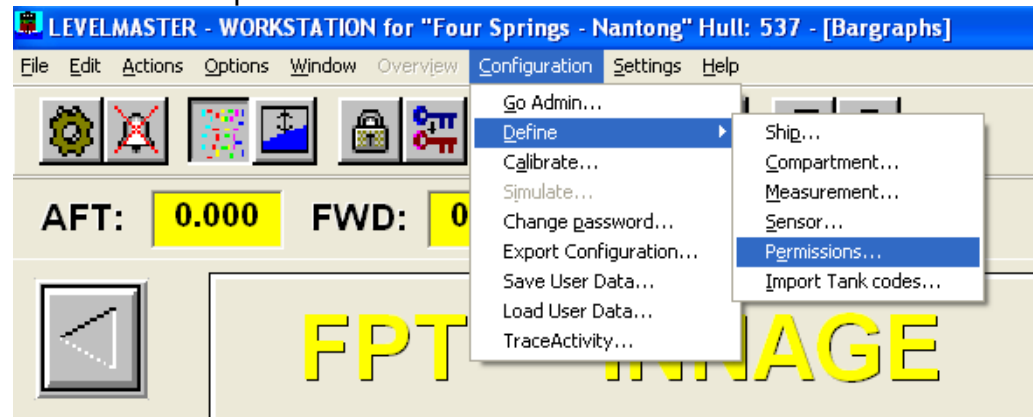 LEVELMASTER - WORKSTATION for "Four Springs - Nantong" Hull: 537 - [Bargraphs]
File Edit Actions Options Window Overview Configuration Settings Help
Go Admin...
Define
Calibrate...
Simulate...
Change password...
Export Configuration...
Save User Data...
Load User Data...
TraceActivity...
Ship...
Compartment...
Measurement...
Sensor...
Permissions...
Import Tank codes...
AFT: 0.000 FWD: 0
FPT INNAGE